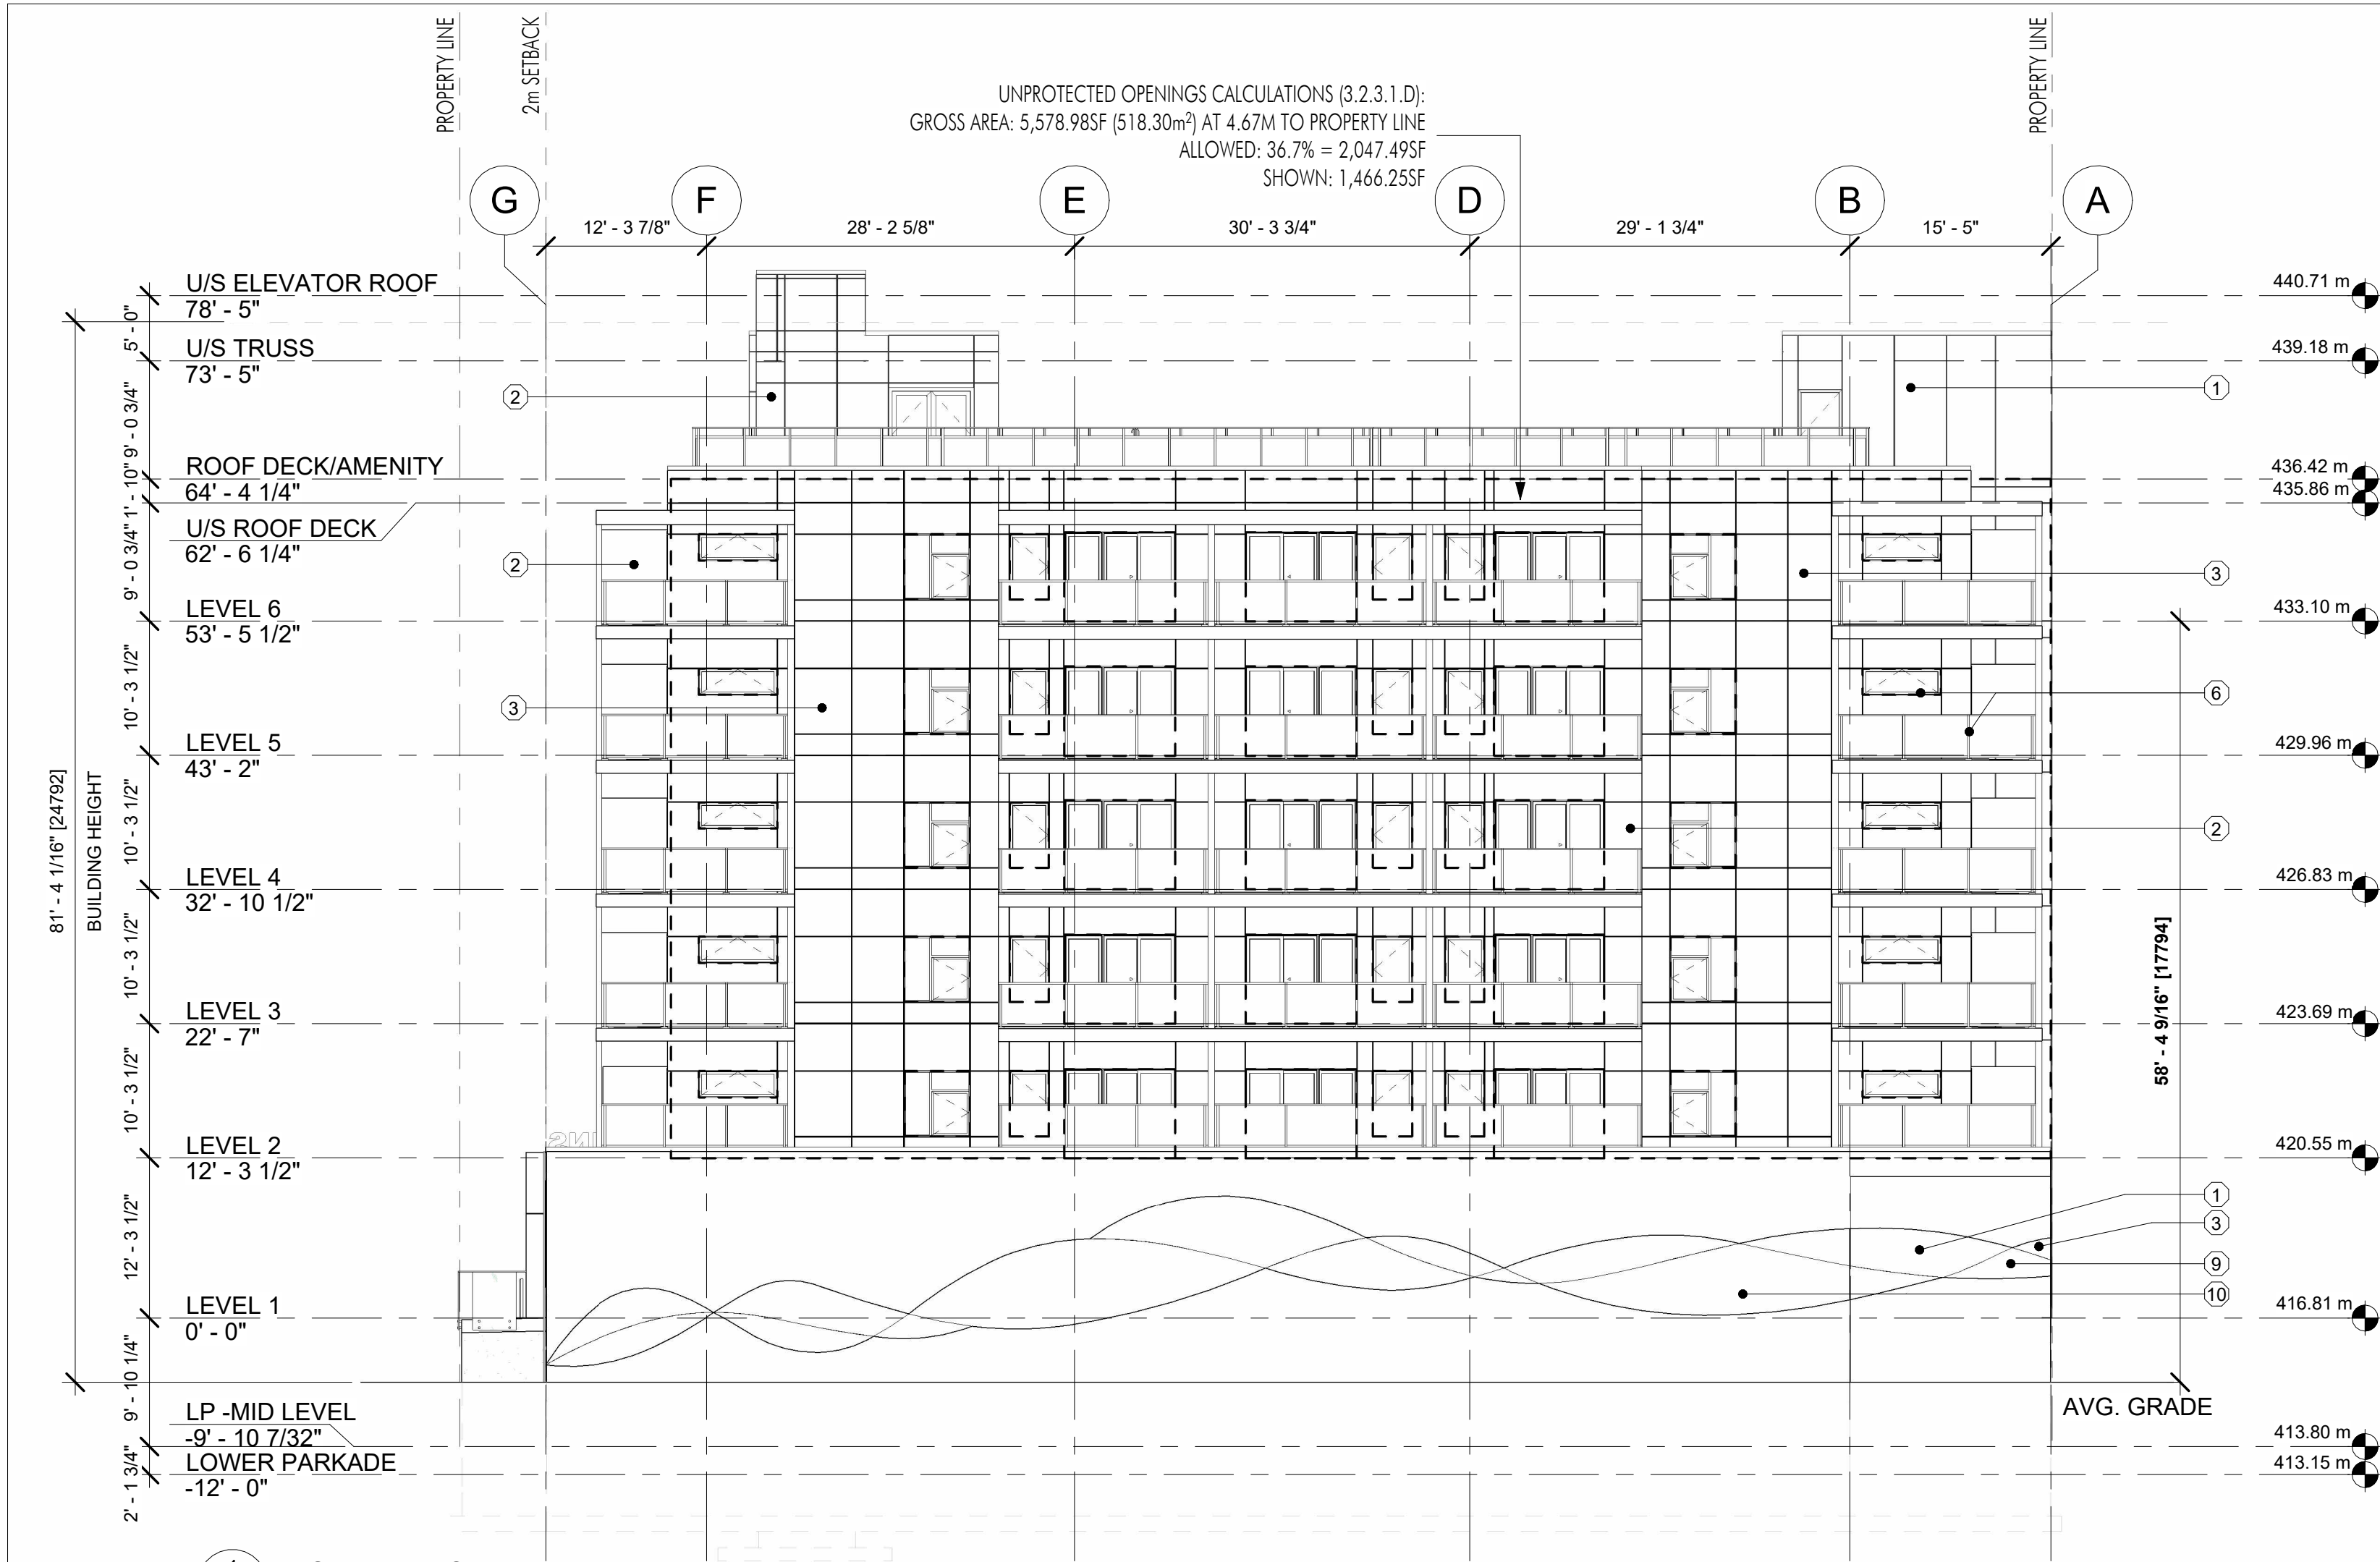 PROPERTY LINE
2m SETBACK
PROPERTY LINE
UNPROTECTED OPENINGS CALCULATIONS (3.2.3.1.D):
GROSS AREA: 5,578.98SF (518.30m²) AT 4.67M TO PROPERTY LINE
ALLOWED: 36.7% = 2,047.49SF
SHOWN: 1,466.25SF
G
F
E
D
B
A
12' - 3 7/8"
28' - 2 5/8"
30' - 3 3/4"
29' - 1 3/4"
15' - 5"
U/S ELEVATOR ROOF
78' - 5"
440.71 m
5' - 0"
U/S TRUSS
73' - 5"
439.18 m
2
1
9' - 0 3/4"
ROOF DECK/AMENITY
64' - 4 1/4"
436.42 m
1' - 10"
435.86 m
U/S ROOF DECK
62' - 6 1/4"
2
3
9' - 0 3/4"
LEVEL 6
53' - 5 1/2"
433.10 m
10' - 3 1/2"
3
6
LEVEL 5
43' - 2"
429.96 m
81' - 4 1/16" [24792]
BUILDING HEIGHT
10' - 3 1/2"
2
LEVEL 4
32' - 10 1/2"
426.83 m
10' - 3 1/2"
58' - 4 9/16" [17794]
LEVEL 3
22' - 7"
423.69 m
10' - 3 1/2"
LEVEL 2
12' - 3 1/2"
420.55 m
12' - 3 1/2"
1
3
9
10
LEVEL 1
0' - 0"
416.81 m
9' - 10 1/4"
AVG. GRADE
LP -MID LEVEL
-9' - 10 7/32"
413.80 m
LOWER PARKADE
-12' - 0"
413.15 m
2' - 1 3/4"